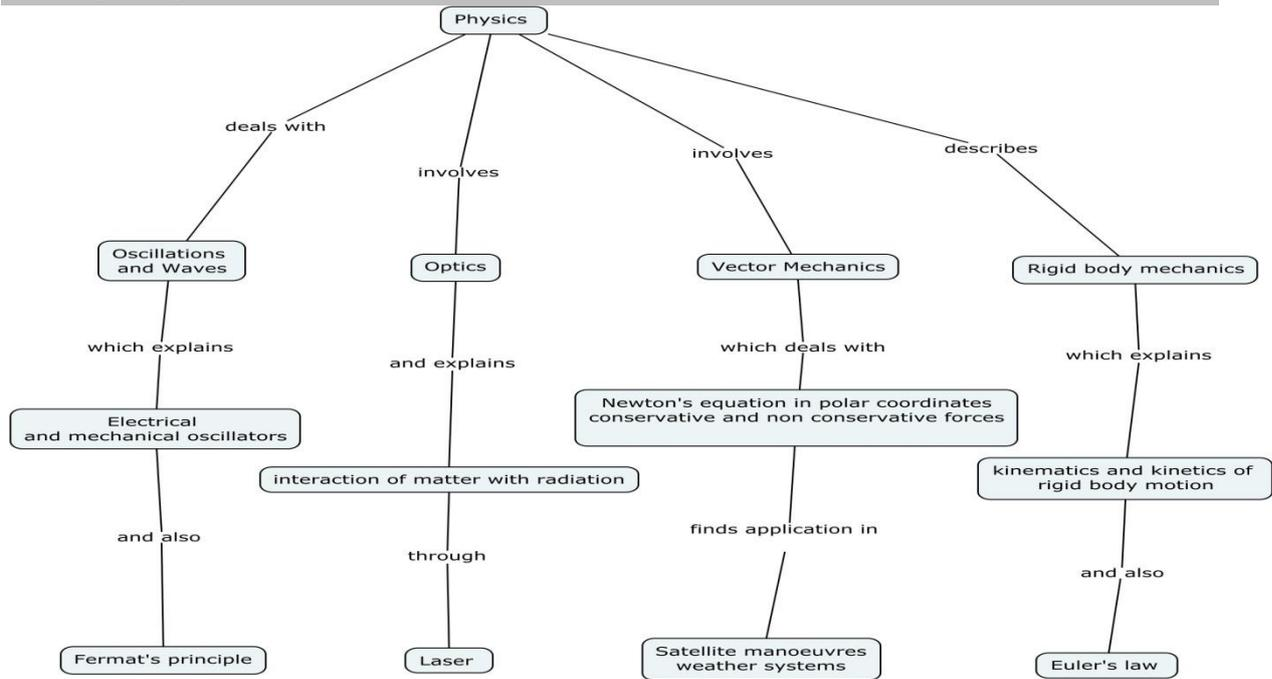 Physics
deals with
involves
involves
describes
Oscillations
and Waves
Optics
Vector Mechanics
Rigid body mechanics
which explains
and explains
which deals with
which explains
Electrical
and mechanical oscillators
interaction of matter with radiation
Newton's equation in polar coordinates
conservative and non conservative forces
kinematics and kinetics of
rigid body motion
and also
through
finds application in
and also
Fermat's principle
Laser
Satellite manoeuvres
weather systems
Euler's law